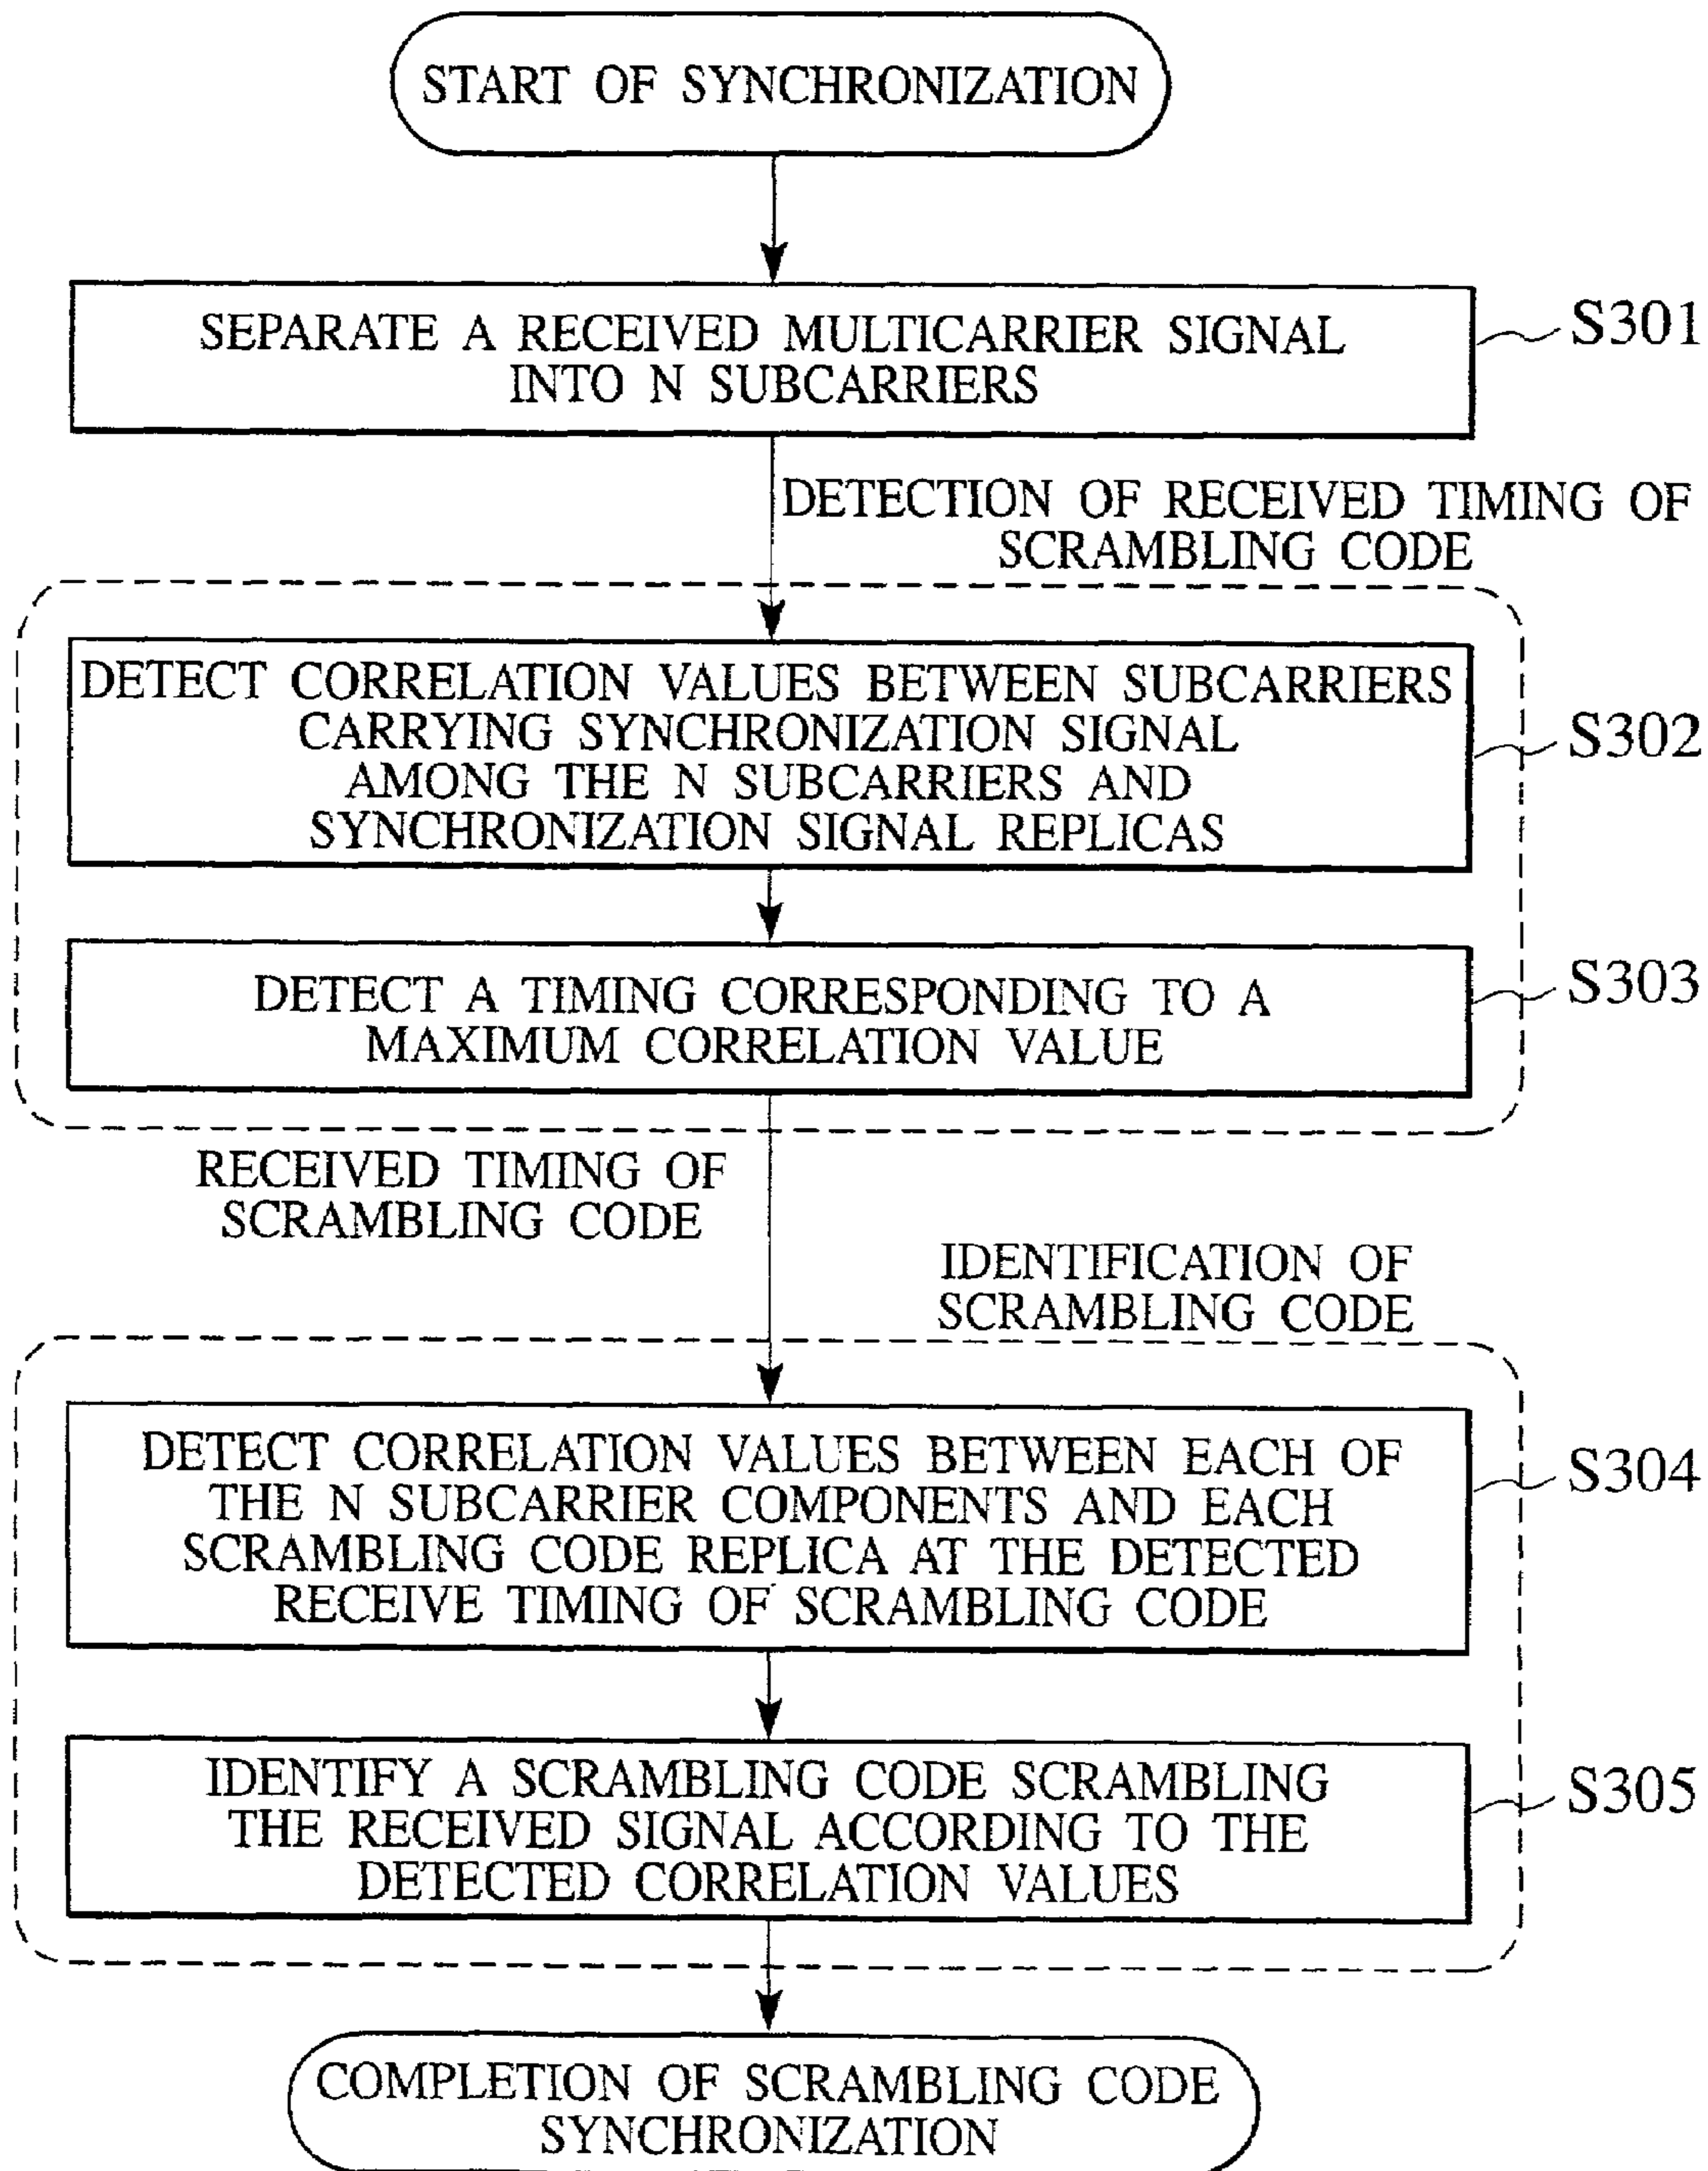 START OF SYNCHRONIZATION
SEPARATE A RECEIVED MULTICARRIER SIGNAL
INTO N SUBCARRIERS
S301
DETECTION OF RECEIVED TIMING OF
SCRAMBLING CODE
DETECT CORRELATION VALUES BETWEEN SUBCARRIERS
CARRYING SYNCHRONIZATION SIGNAL
AMONG THE N SUBCARRIERS AND
SYNCHRONIZATION SIGNAL REPLICAS
S302
DETECT A TIMING CORRESPONDING TO A
MAXIMUM CORRELATION VALUE
S303
RECEIVED TIMING OF
SCRAMBLING CODE
IDENTIFICATION OF
SCRAMBLING CODE
DETECT CORRELATION VALUES BETWEEN EACH OF
THE N SUBCARRIER COMPONENTS AND EACH
SCRAMBLING CODE REPLICA AT THE DETECTED
RECEIVE TIMING OF SCRAMBLING CODE
S304
IDENTIFY A SCRAMBLING CODE SCRAMBLING
THE RECEIVED SIGNAL ACCORDING TO THE
DETECTED CORRELATION VALUES
S305
COMPLETION OF SCRAMBLING CODE
SYNCHRONIZATION